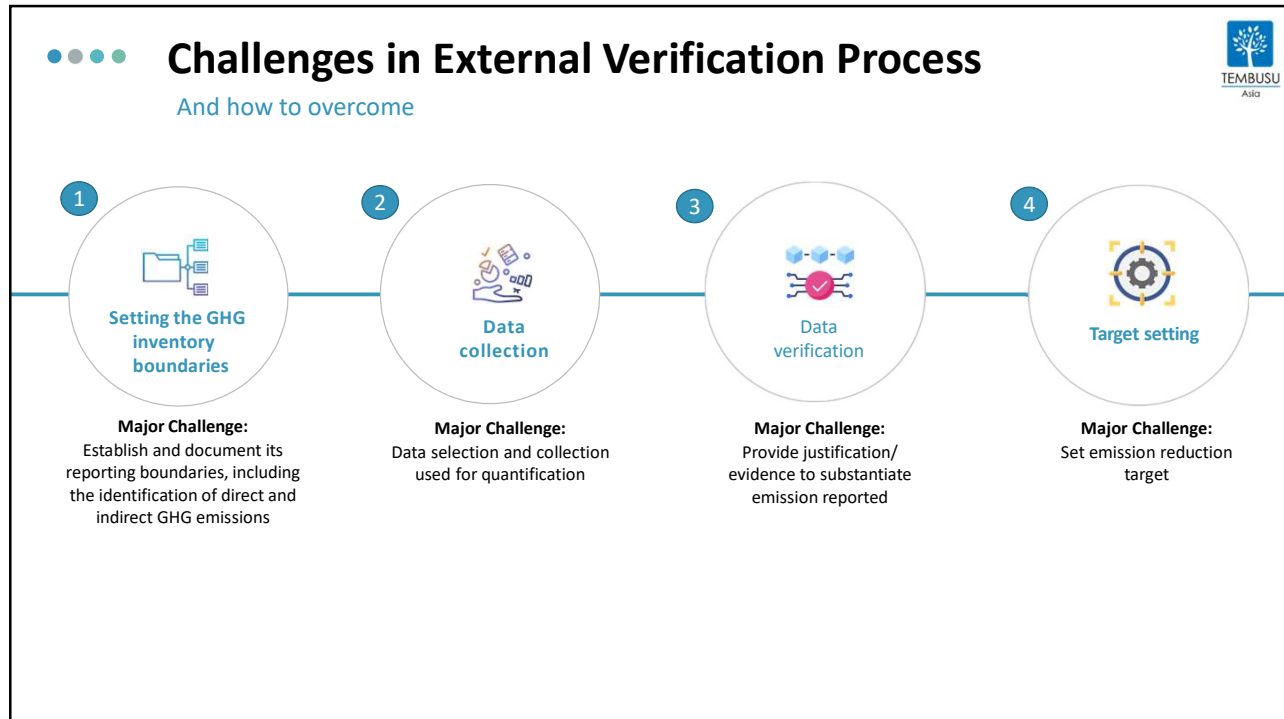 Challenges in External Verification Process
And how to overcome
TEMBUSU
Asia
1
Setting the GHG
inventory
boundaries
Major Challenge:
Establish and document its
reporting boundaries, including
the identification of direct and
indirect GHG emissions
2
Data
collection
Major Challenge:
Data selection and collection
used for quantification
3
Data
verification
Major Challenge:
Provide justification/
evidence to substantiate
emission reported
4
Target setting
Major Challenge:
Set emission reduction
target